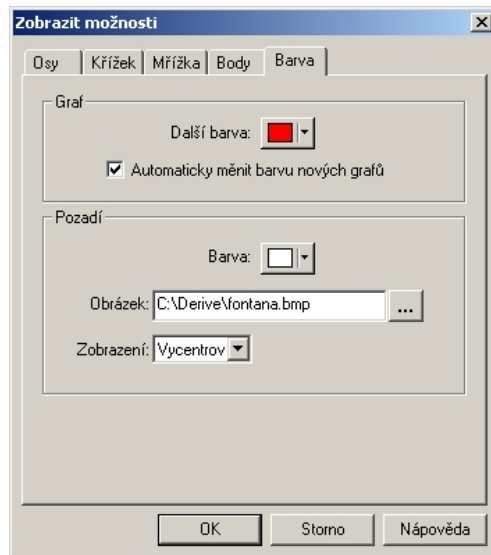 Zobrazit možnosti
Osy Křížek Mřížka Body Barva
Graf
Další barva:
Automaticky měnit barvu nových grafů
Pozadí
Barva:
Obrázek: C:\Derive\fontana.bmp ...
Zobrazení: Vycentrov
OK Storno Nápověda